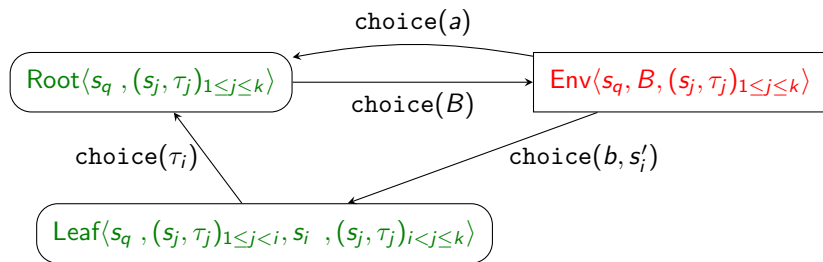 choice(a)
Root⟨s_q , (s_j, τ_j)_{1≤j≤k}⟩
Env⟨s_q, B, (s_j, τ_j)_{1≤j≤k}⟩
choice(B)
choice(τ_i)
choice(b, s′_i)
Leaf⟨s_q , (s_j, τ_j)_{1≤j<i}, s_i , (s_j, τ_j)_{i<j≤k}⟩